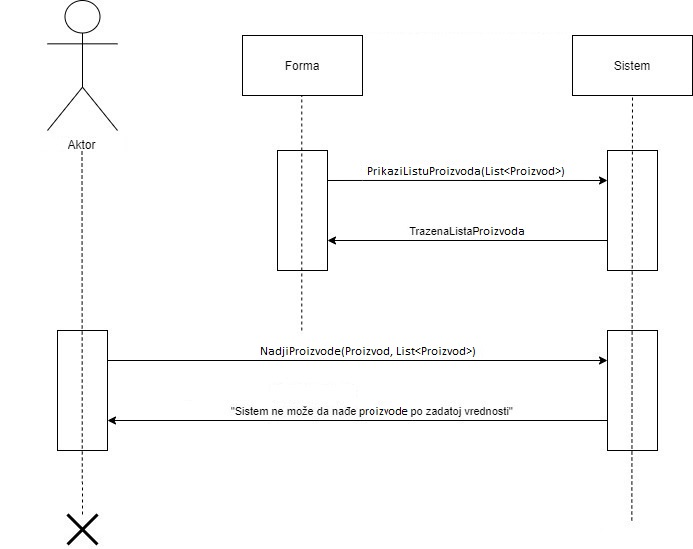 Forma
Sistem
Aktor
PrikaziListuProizvoda(List<Proizvod>)
TrazenaListaProizvoda
NadjiProizvode(Proizvod, List<Proizvod>)
"Sistem ne može da nađe proizvode po zadatoj vrednosti"